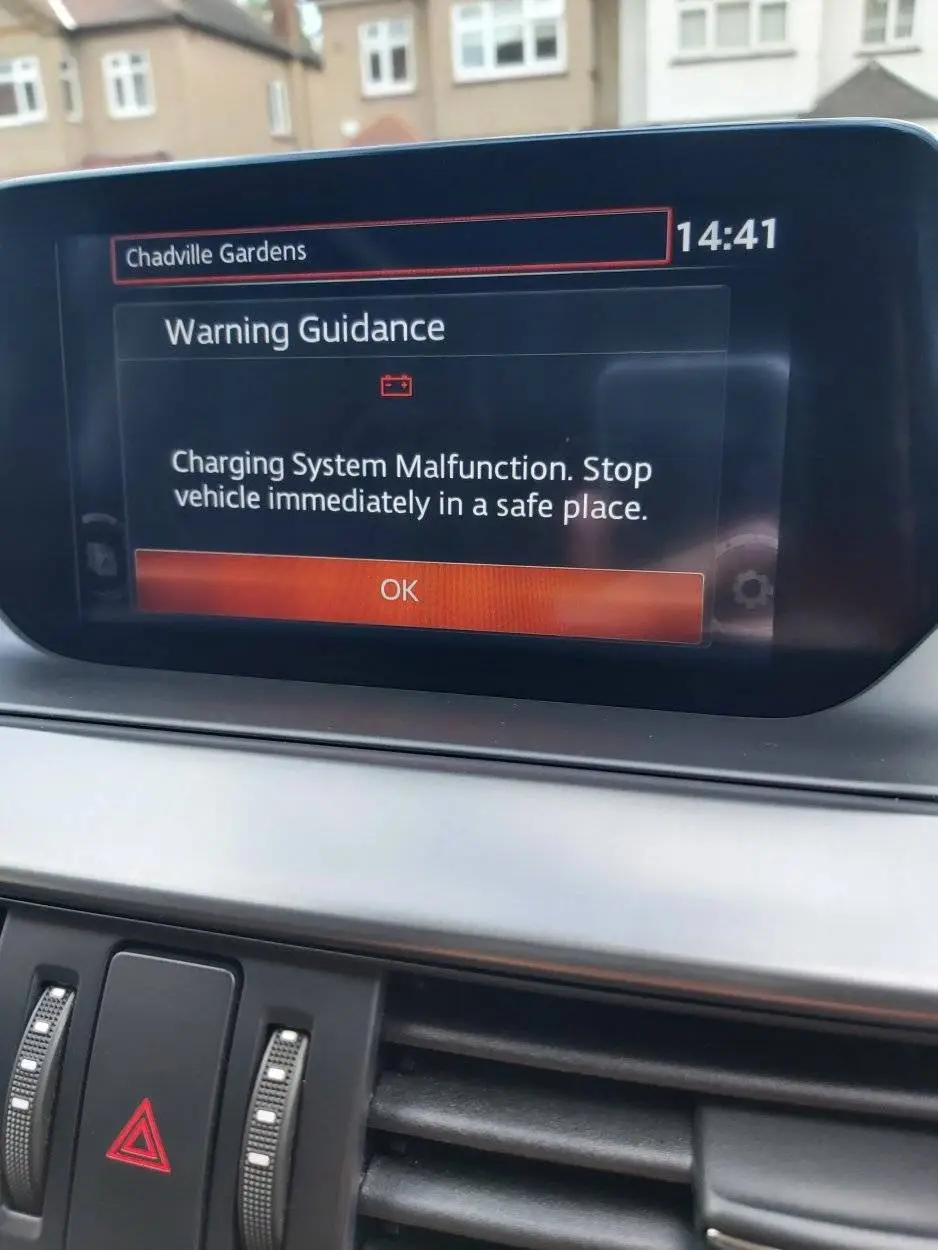 Chadville Gardens
14:41
Warning Guidance
Charging System Malfunction. Stop
vehicle immediately in a safe place.
OK